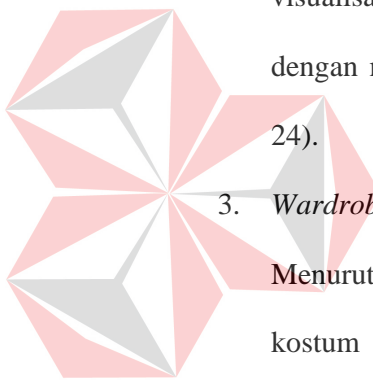 visualisa
dengan
24).
3. Wardrob
Menurut
kostum